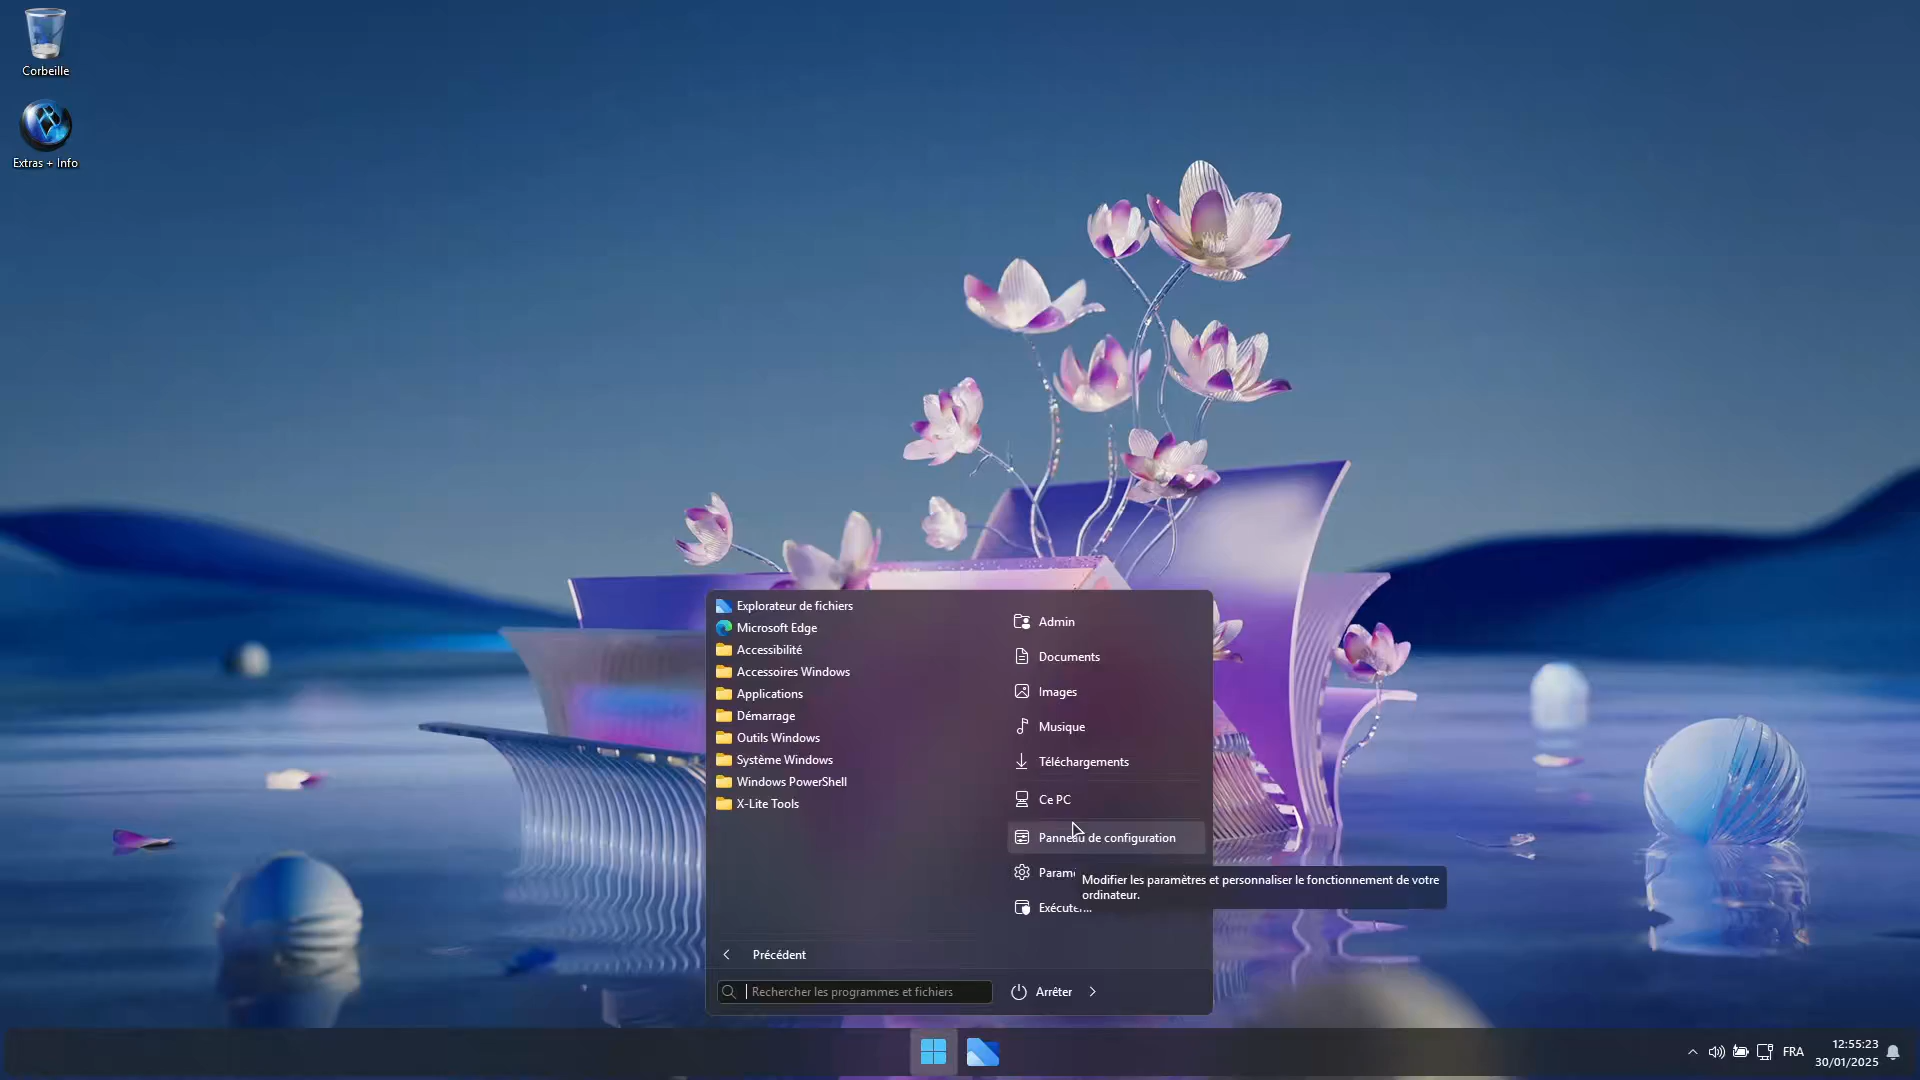 Corbeille
Extras + Info
Explorateur de fichiers
Microsoft Edge
Accessibilité
Accessoires Windows
Applications
Démarrage
Outils Windows
Système Windows
Windows PowerShell
X-Lite Tools
Précédent
Rechercher les programmes et fichiers
Admin
Documents
Images
Musique
Téléchargements
Ce PC
Panneau de configuration
Modifier les paramètres et personnaliser le fonctionnement de votre
ordinateur.
Arrêter
FRA
12:55:23
30/01/2025